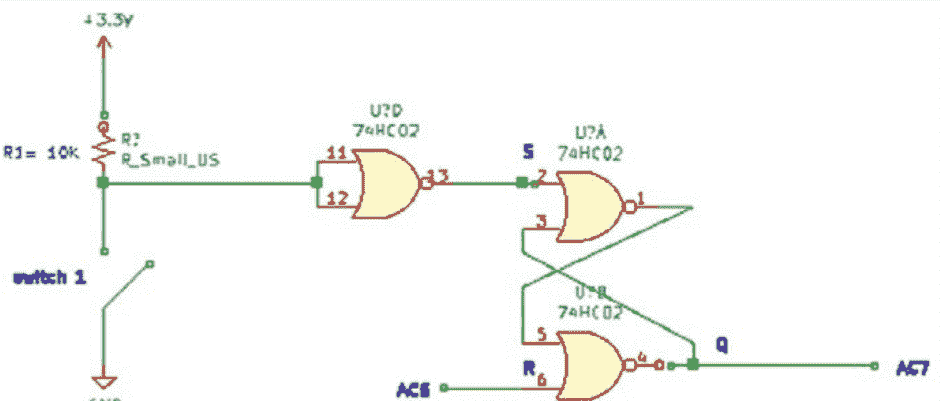 +3.3V
R1= 10K
R?
R_Small_US
switch 1
U?D
74HC02
11
12
13
S
U?A
74HC02
2
3
1
U?B
74HC02
5
R
6
4
Q
AC6
AC7